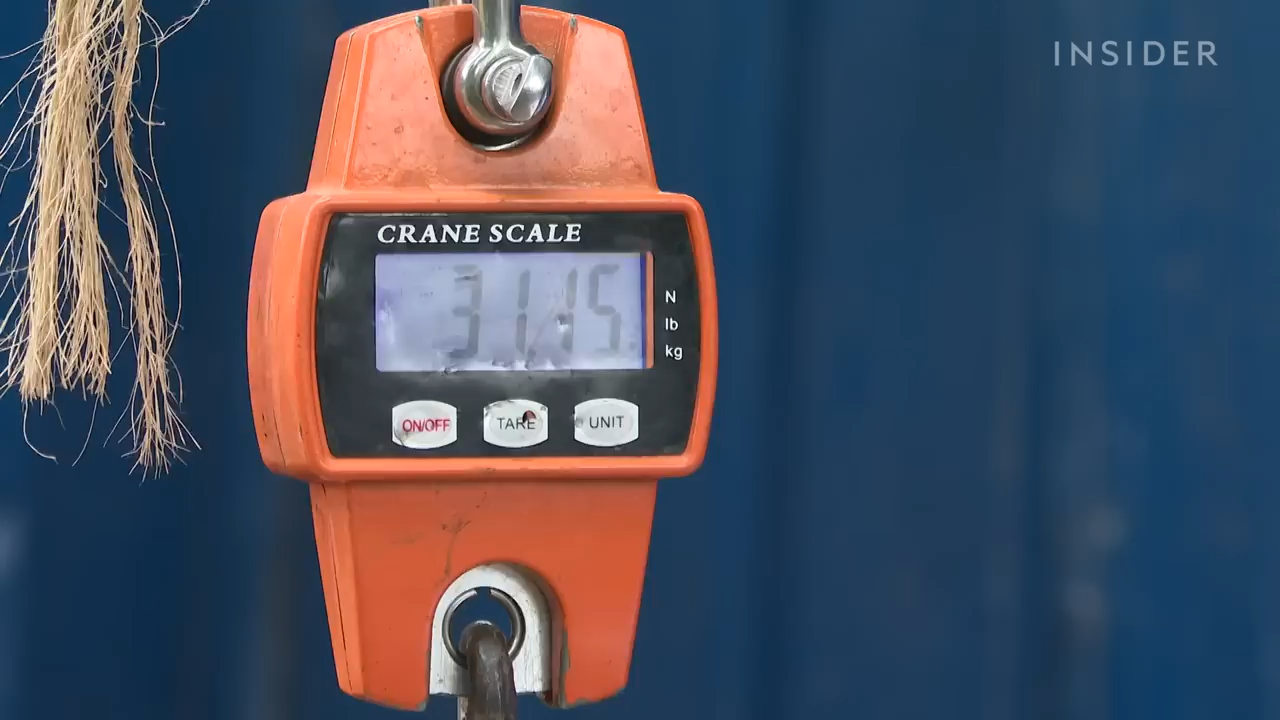 INSIDER
CRANE SCALE
31.15
N
lb
kg
ON/OFF
TARE
UNIT